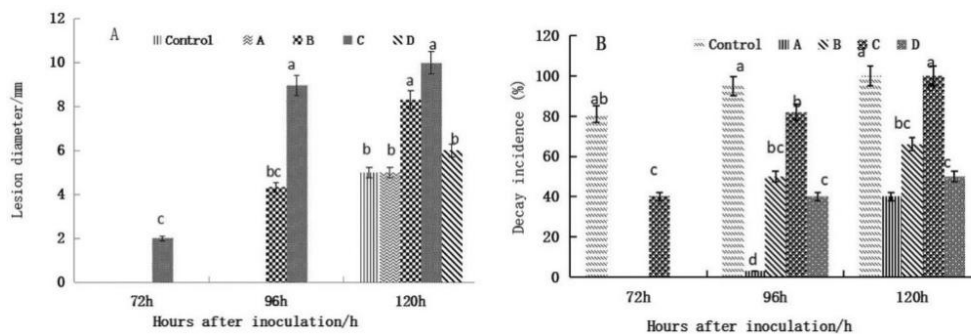 A
Control A B C D
Lesion diameter/mm
12
10
8
6
4
2
0
c
bc
a
b b a a b
72h 96h 120h
Hours after inoculation/h
B
Control A B C D
Decay incidence (%)
120
100
80
60
40
20
0
ab
c
a
d
bc
b
c
a
bc
a
c
72h 96h 120h
Hours after inoculation/h